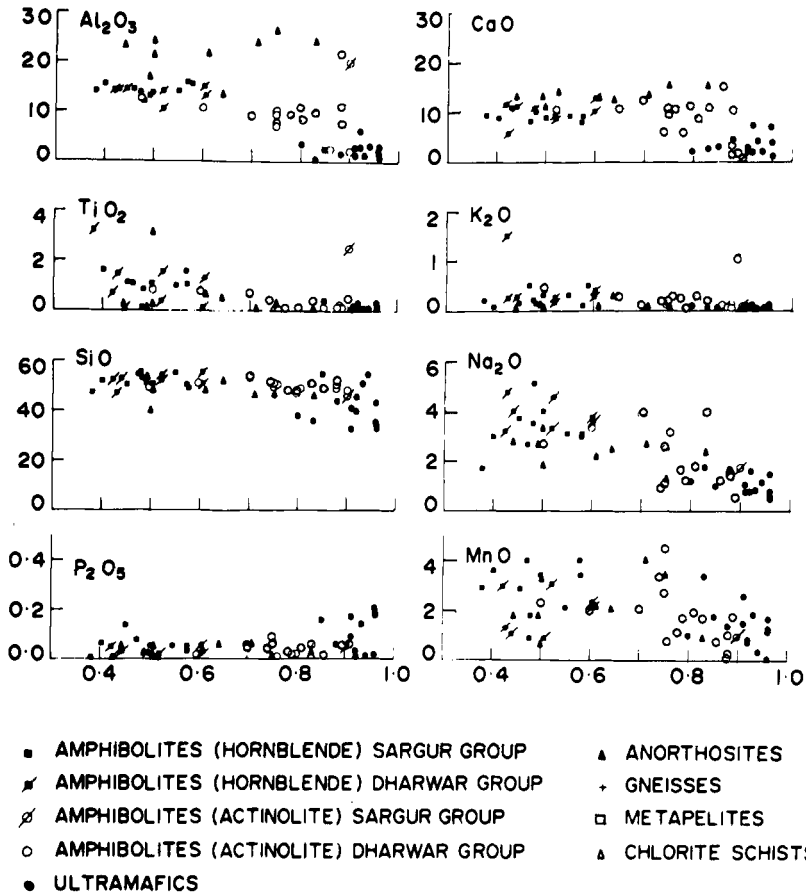 Al₂O₃
30
20
10
0
CaO
30
20
10
0
TiO₂
4
2
0
K₂O
2
1
0
SiO
60
40
20
0
Na₂O
6
4
2
0
P₂O₅
0·4
0·2
0·0
MnO
4
2
0
0·4 0·6 0·8 1·0
0·4 0·6 0·8 1·0
AMPHIBOLITES (HORNBLENDE) SARGUR GROUP
AMPHIBOLITES (HORNBLENDE) DHARWAR GROUP
AMPHIBOLITES (ACTINOLITE) SARGUR GROUP
AMPHIBOLITES (ACTINOLITE) DHARWAR GROUP
ULTRAMAFICS
ANORTHOSITES
GNEISSES
METAPELITES
CHLORITE SCHISTS